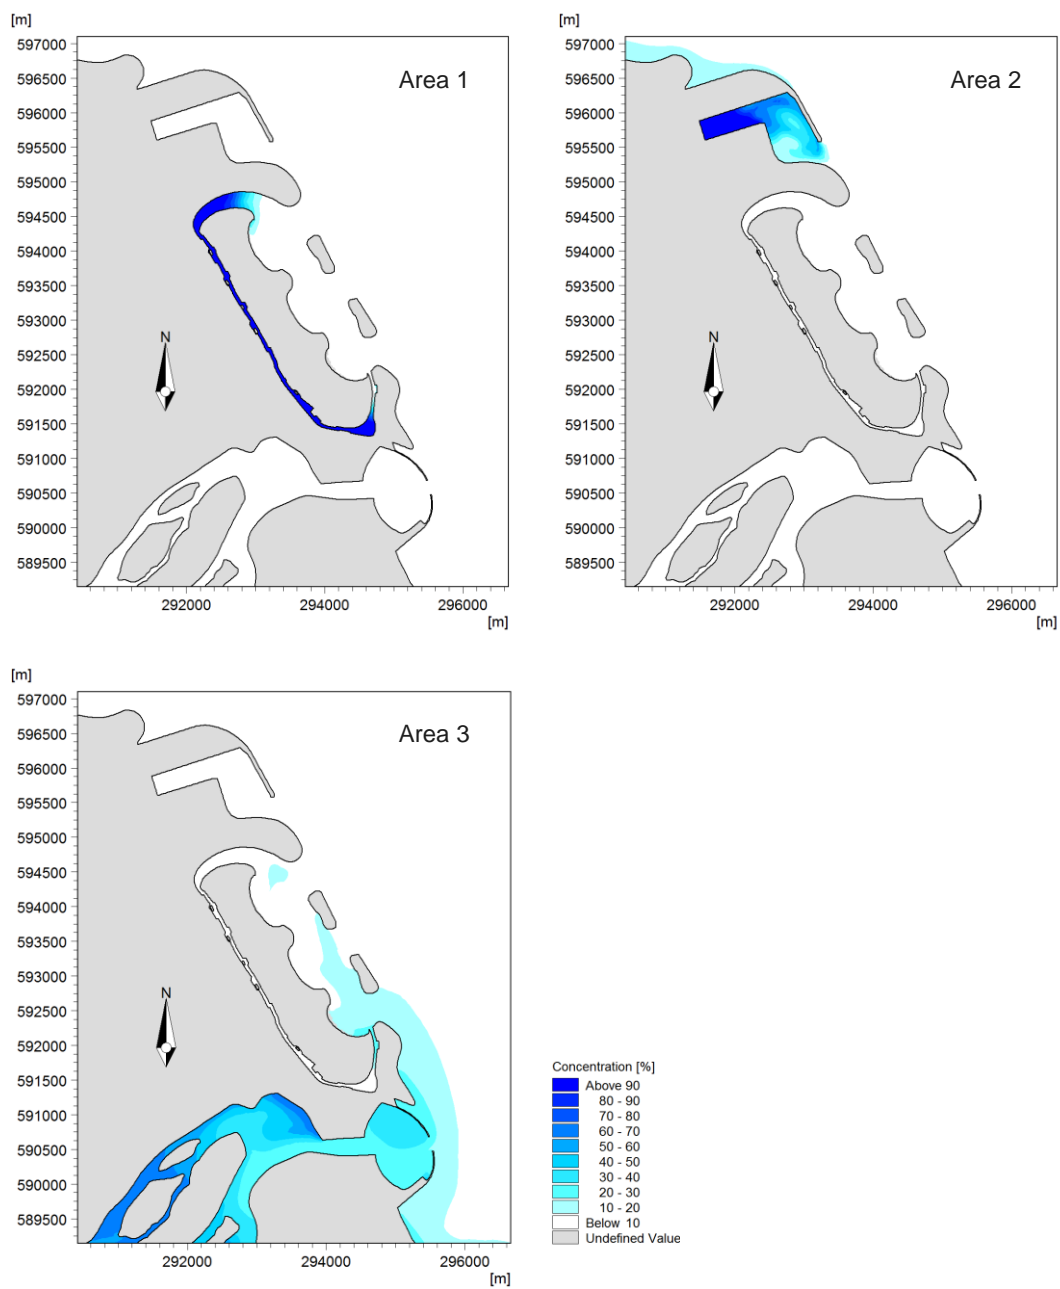 [m]
597000
596500
596000
595500
595000
594500
594000
593500
593000
592500
592000
591500
591000
590500
590000
589500
Area 1
N
292000 294000 296000
[m]
[m]
597000
596500
596000
595500
595000
594500
594000
593500
593000
592500
592000
591500
591000
590500
590000
589500
Area 2
N
292000 294000 296000
[m]
[m]
597000
596500
596000
595500
595000
594500
594000
593500
593000
592500
592000
591500
591000
590500
590000
589500
Area 3
N
292000 294000 296000
[m]
Concentration [%]
Above 90
80 - 90
70 - 80
60 - 70
50 - 60
40 - 50
30 - 40
20 - 30
10 - 20
Below 10
Undefined Value